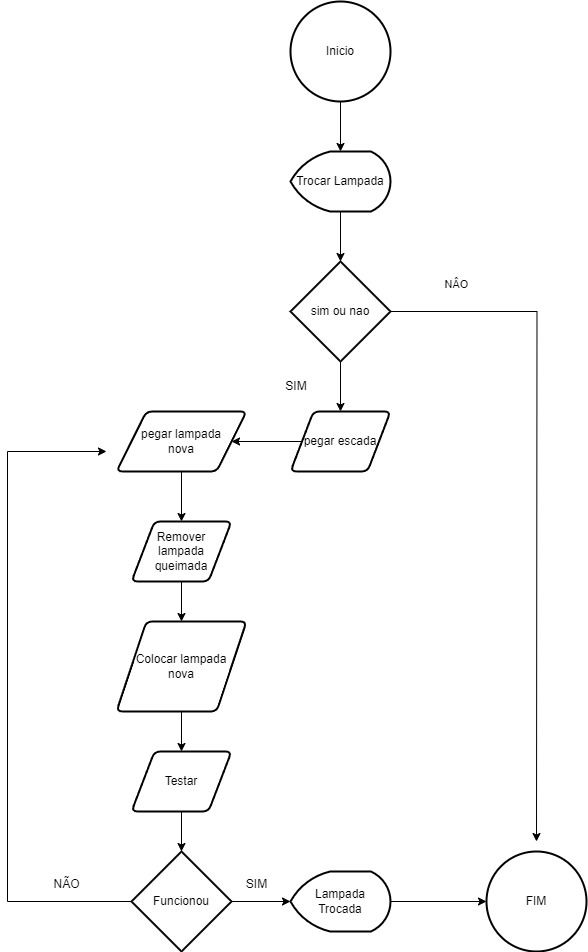 Inicio
Trocar Lampada
sim ou nao
NÂO
SIM
pegar escada
pegar lampada
nova
Remover
lampada
queimada
Colocar lampada
nova
Testar
Funcionou
NÃO
SIM
Lampada
Trocada
FIM